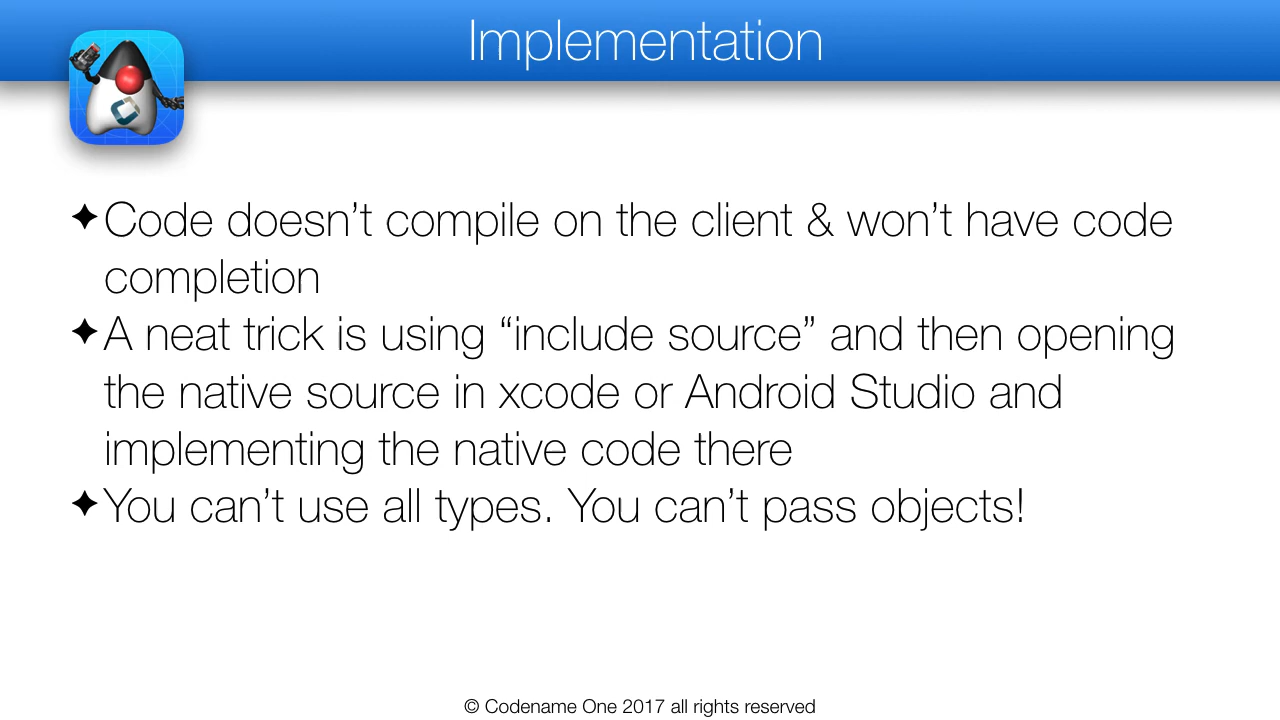 Implementation
✦Code doesn’t compile on the client & won’t have code
completion
✦A neat trick is using “include source” and then opening
the native source in xcode or Android Studio and
implementing the native code there
✦You can’t use all types. You can’t pass objects!
© Codename One 2017 all rights reserved